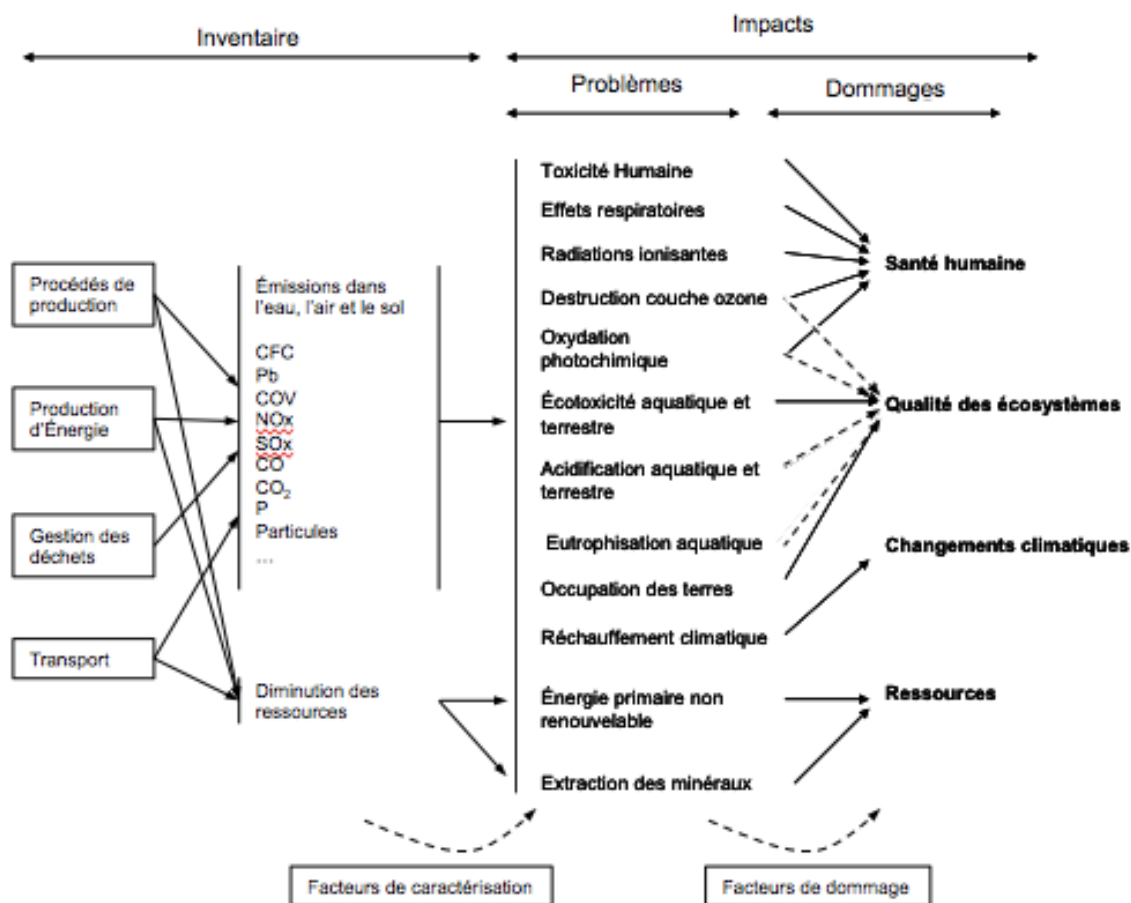 Inventaire
Impacts
Problèmes
Dommages
Procédés de
production
Production
d'Énergie
Gestion des
déchets
Transport
Émissions dans
l'eau, l'air et le sol
CFC
Pb
COV
NOx
SOx
CO
CO₂
P
Particules
...
Diminution des
ressources
Toxicité Humaine
Effets respiratoires
Radiations ionisantes
Destruction couche ozone
Oxydation
photochimique
Écotoxicité aquatique et
terrestre
Acidification aquatique et
terrestre
Eutrophisation aquatique
Occupation des terres
Réchauffement climatique
Énergie primaire non
renouvelable
Extraction des minéraux
Santé humaine
Qualité des écosystèmes
Changements climatiques
Ressources
Facteurs de caractérisation
Facteurs de dommage